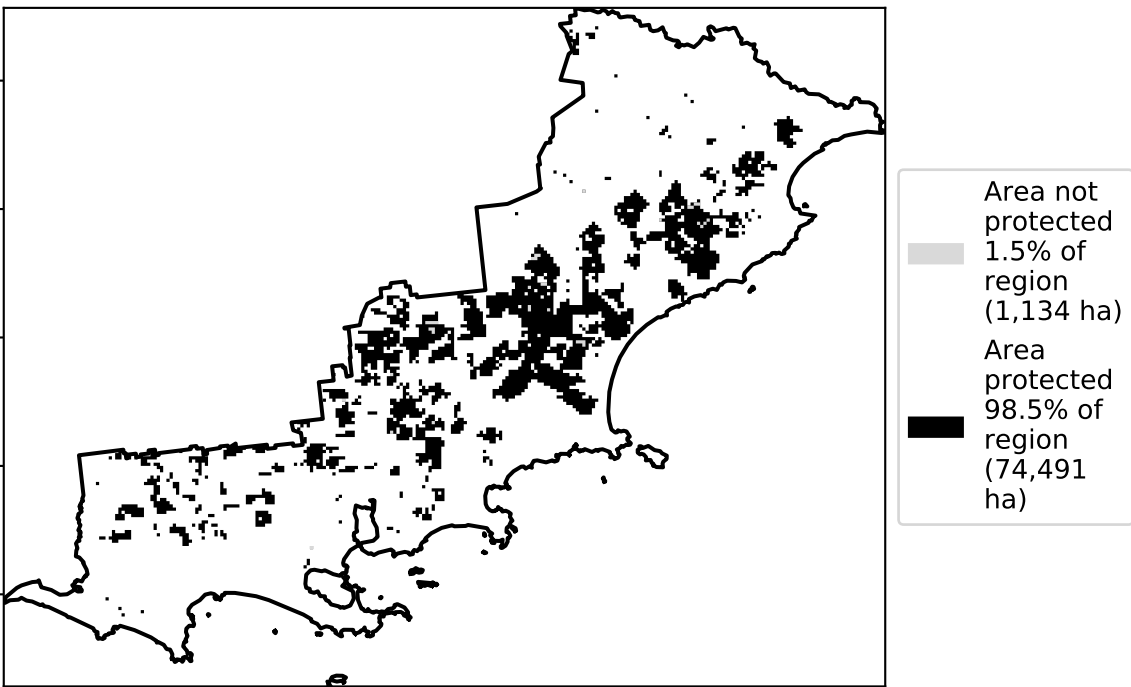 Area not
protected
1.5% of
region
(1,134 ha)
Area
protected
98.5% of
region
(74,491
ha)